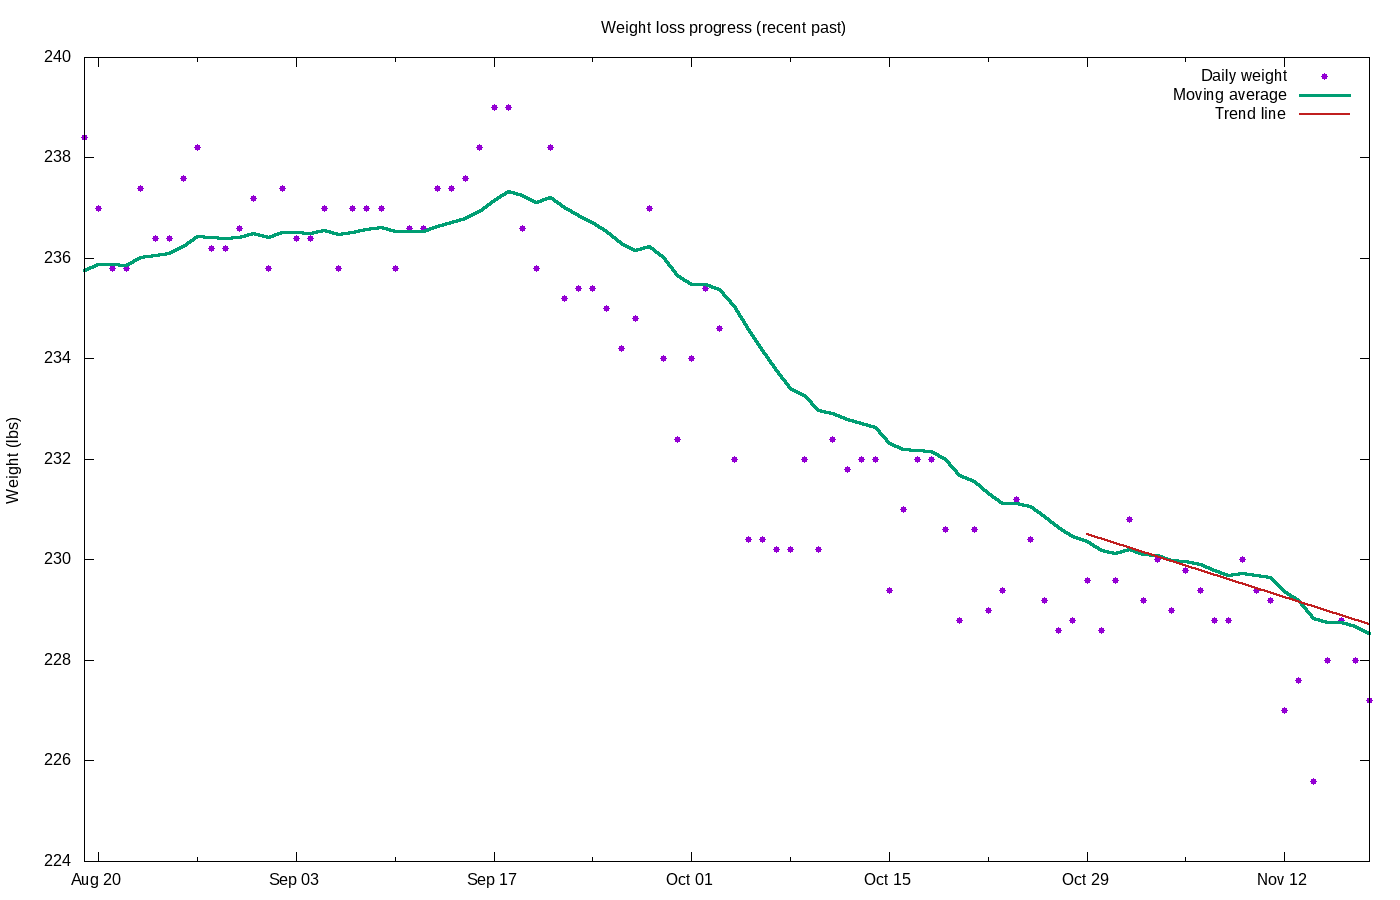 Weight loss progress (recent past)
240
238
236
234
232
230
228
226
224
Weight (lbs)
Daily weight
Moving average
Trend line
Aug 20 Sep 03 Sep 17 Oct 01 Oct 15 Oct 29 Nov 12